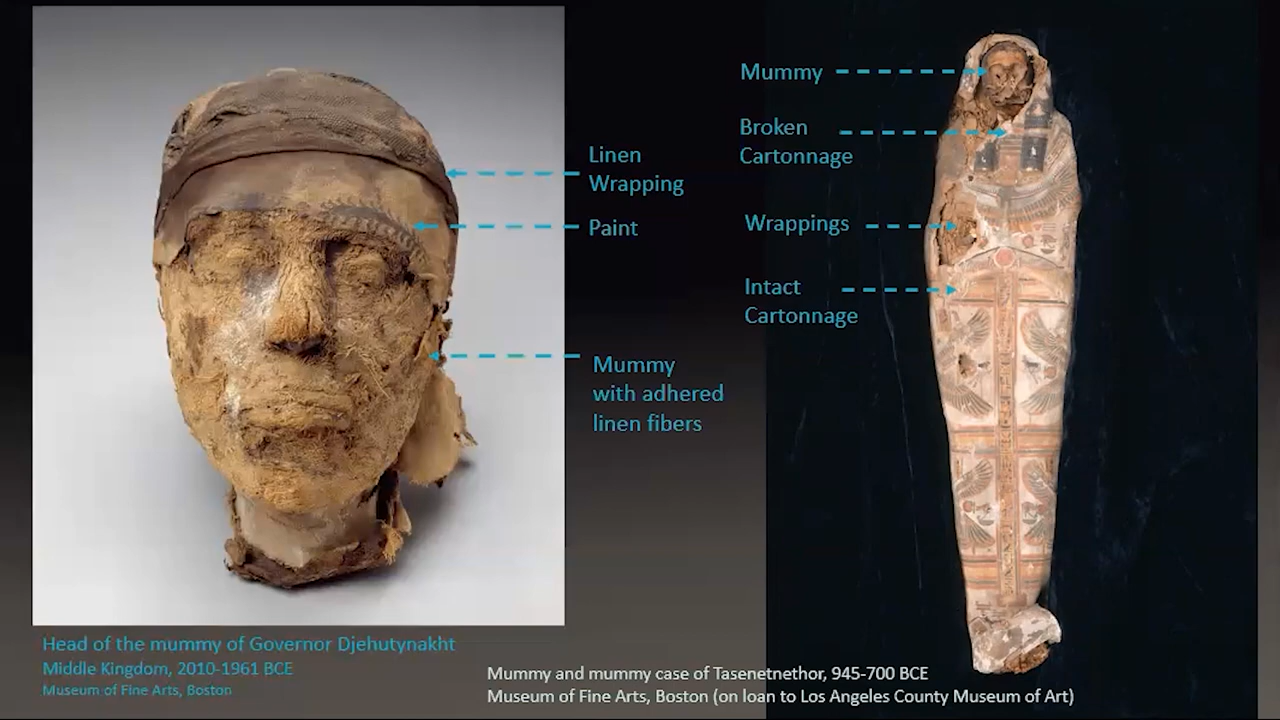 Linen
Wrapping
Paint
Mummy
with adhered
linen fibers
Mummy
Broken
Cartonnage
Wrappings
Intact
Cartonnage
Head of the mummy of Governor Djehutynakht
Middle Kingdom, 2010-1961 BCE
Museum of Fine Arts, Boston
Mummy and mummy case of Tasenetnethor, 945-700 BCE
Museum of Fine Arts, Boston (on loan to Los Angeles County Museum of Art)